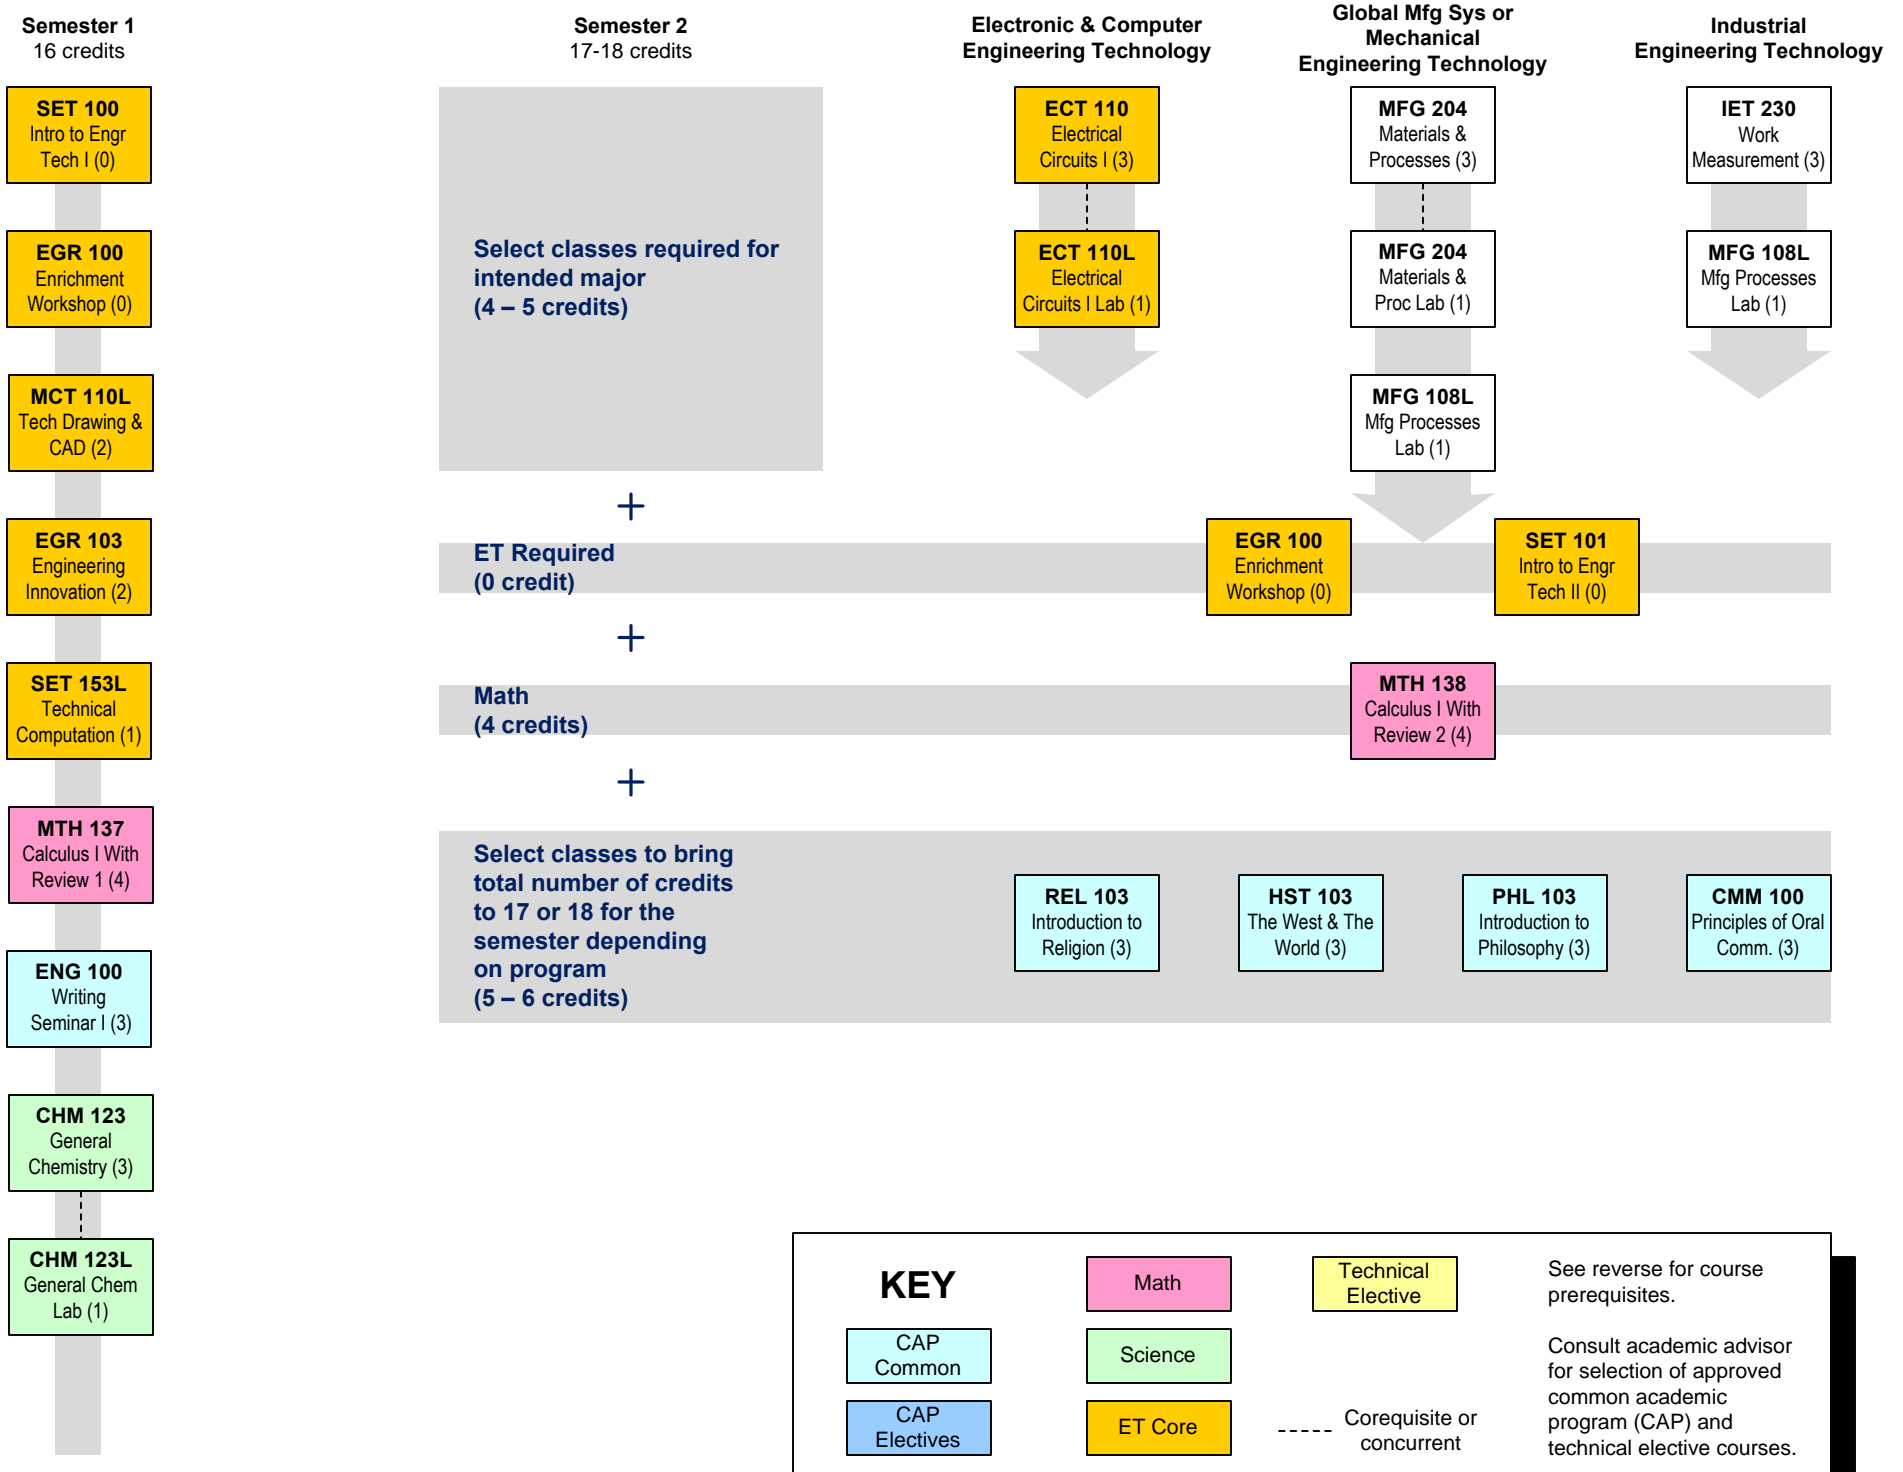 Semester 1
16 credits
SET 100
Intro to Engr
Tech I (0)
EGR 100
Enrichment
Workshop (0)
MCT 110L
Tech Drawing &
CAD (2)
EGR 103
Engineering
Innovation (2)
SET 153L
Technical
Computation (1)
MTH 137
Calculus I With
Review 1 (4)
ENG 100
Writing
Seminar I (3)
CHM 123
General
Chemistry (3)
CHM 123L
General Chem
Lab (1)
Semester 2
17-18 credits
Select classes required for
intended major
(4 – 5 credits)
+
ET Required
(0 credit)
+
Math
(4 credits)
+
Select classes to bring
total number of credits
to 17 or 18 for the
semester depending
on program
(5 – 6 credits)
Electronic & Computer
Engineering Technology
ECT 110
Electrical
Circuits I (3)
ECT 110L
Electrical
Circuits I Lab (1)
Global Mfg Sys or
Mechanical
Engineering Technology
MFG 204
Materials &
Processes (3)
MFG 204
Materials &
Proc Lab (1)
MFG 108L
Mfg Processes
Lab (1)
Industrial
Engineering Technology
IET 230
Work
Measurement (3)
MFG 108L
Mfg Processes
Lab (1)
EGR 100
Enrichment
Workshop (0)
SET 101
Intro to Engr
Tech II (0)
MTH 138
Calculus I With
Review 2 (4)
REL 103
Introduction to
Religion (3)
HST 103
The West & The
World (3)
PHL 103
Introduction to
Philosophy (3)
CMM 100
Principles of Oral
Comm. (3)
KEY
CAP
Common
CAP
Electives
Math
Science
ET Core
Technical
Elective
Corequisite or
concurrent
See reverse for course
prerequisites.
Consult academic advisor
for selection of approved
common academic
program (CAP) and
technical elective courses.